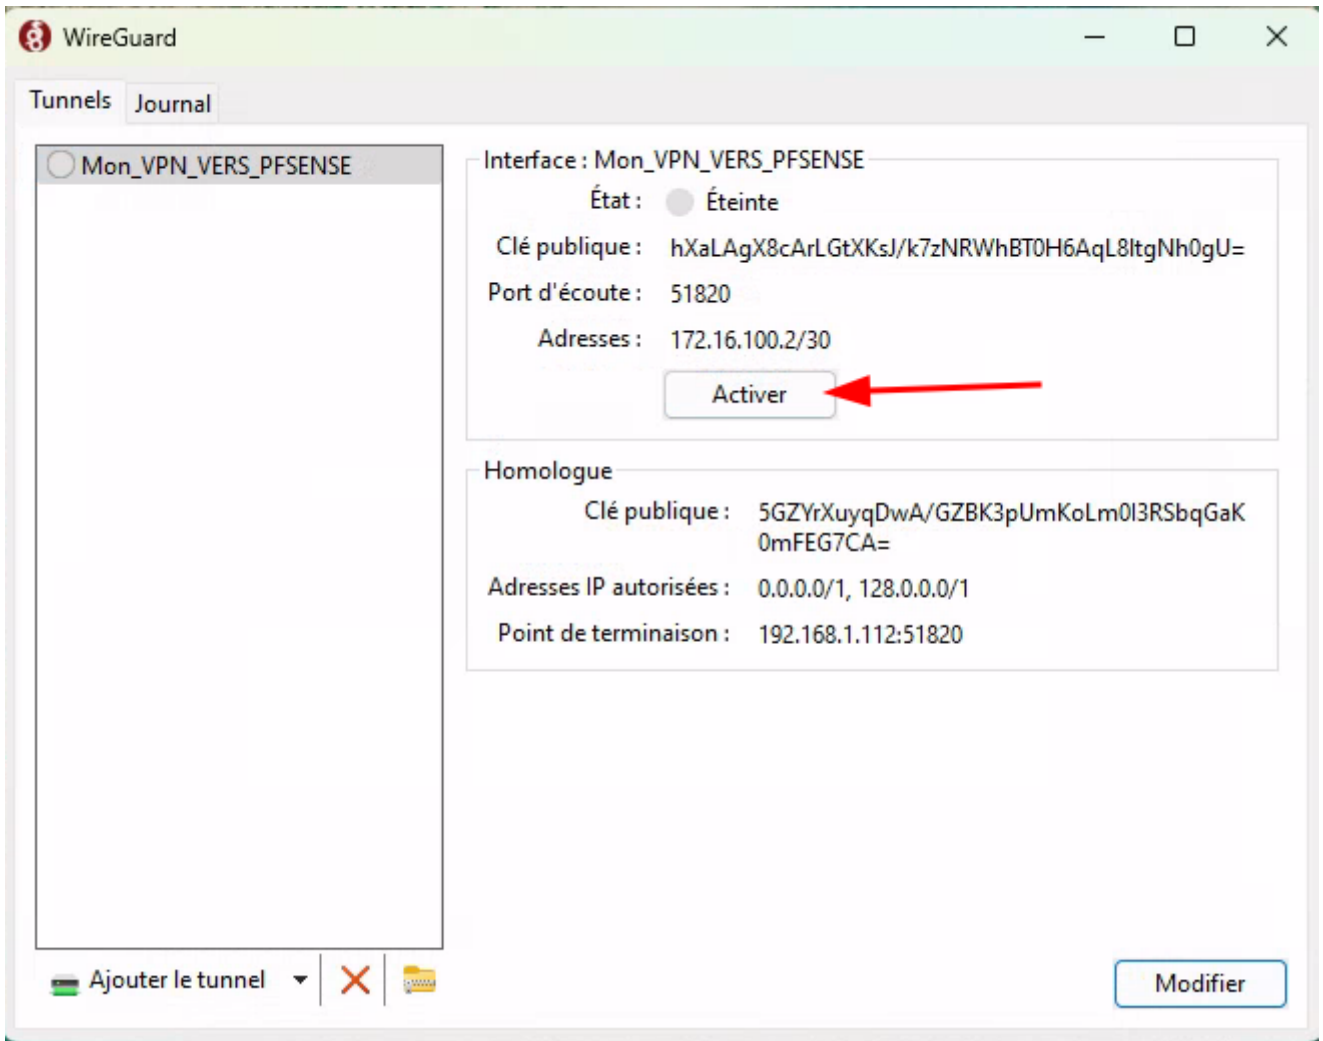 WireGuard
Tunnels
Journal
Mon_VPN_VERS_PFSENSE
Interface : Mon_VPN_VERS_PFSENSE
État : Éteinte
Clé publique : hXaLAgX8cArLGtXKsJ/k7zNRWhBT0H6AqL8ltgNh0gU=
Port d'écoute : 51820
Adresses : 172.16.100.2/30
Activer
Homologue
Clé publique : 5GZYrXuyqDwA/GZBK3pUmKoLm0l3RSbqGaK
0mFEG7CA=
Adresses IP autorisées : 0.0.0.0/1, 128.0.0.0/1
Point de terminaison : 192.168.1.112:51820
Ajouter le tunnel
Modifier